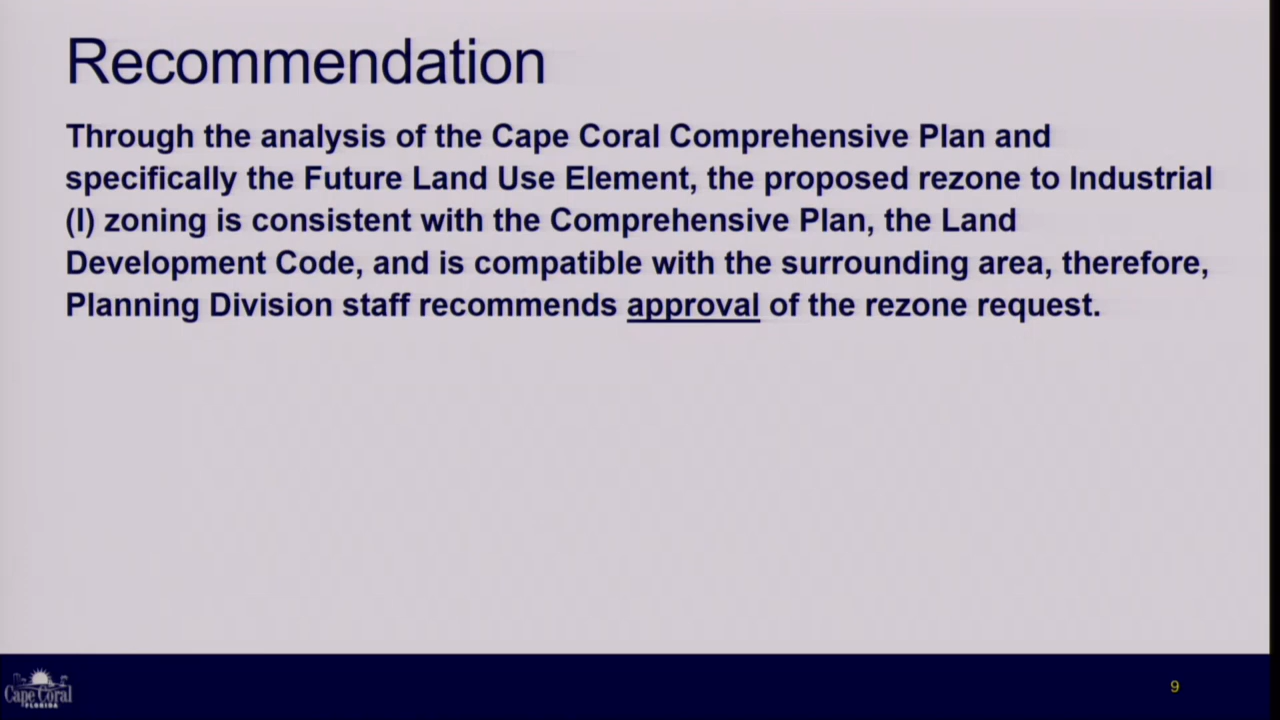 Recommendation
Through the analysis of the Cape Coral Comprehensive Plan and
specifically the Future Land Use Element, the proposed rezone to Industrial
(I) zoning is consistent with the Comprehensive Plan, the Land
Development Code, and is compatible with the surrounding area, therefore,
Planning Division staff recommends approval of the rezone request.
Cape Coral
FLORIDA
9